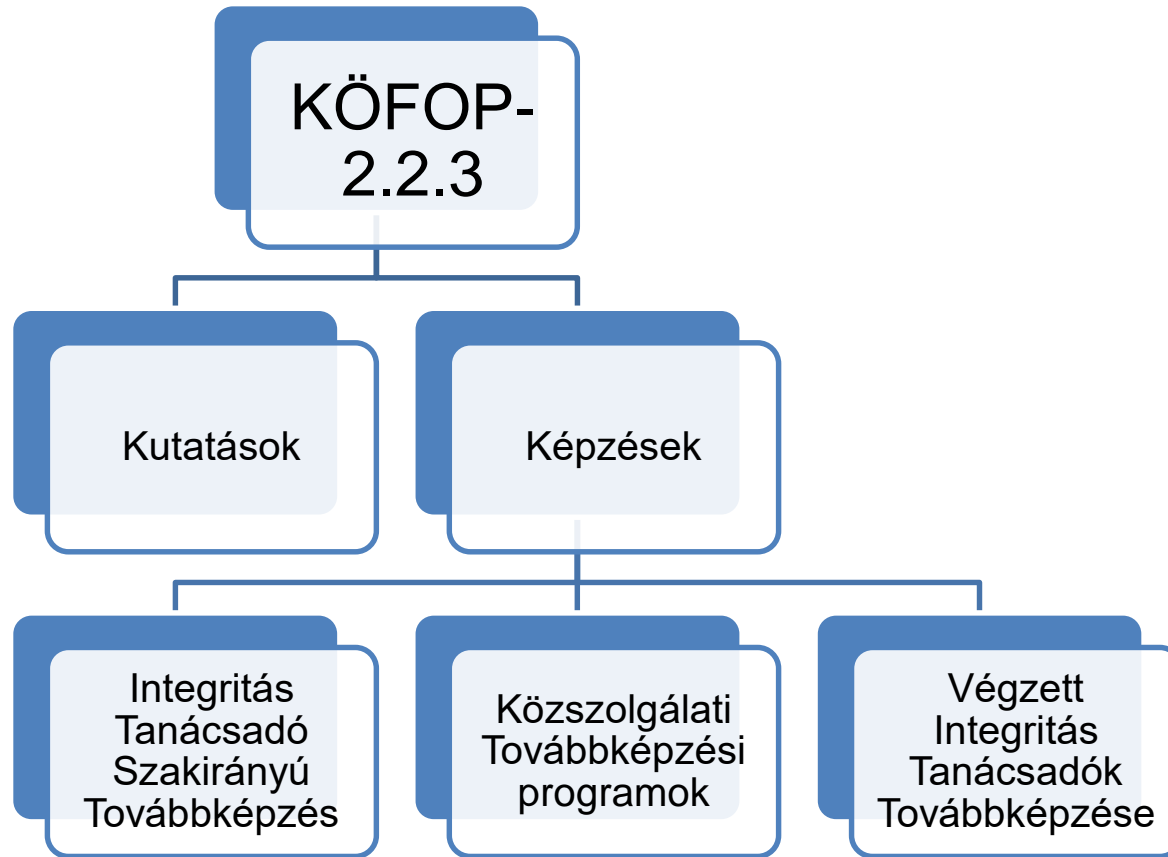 KÖFOP-
2.2.3
Kutatások
Képzések
Integritás
Tanácsadó
Szakirányú
Továbbképzés
Közszolgálati
Továbbképzési
programok
Végzett
Integritás
Tanácsadók
Továbbképzése